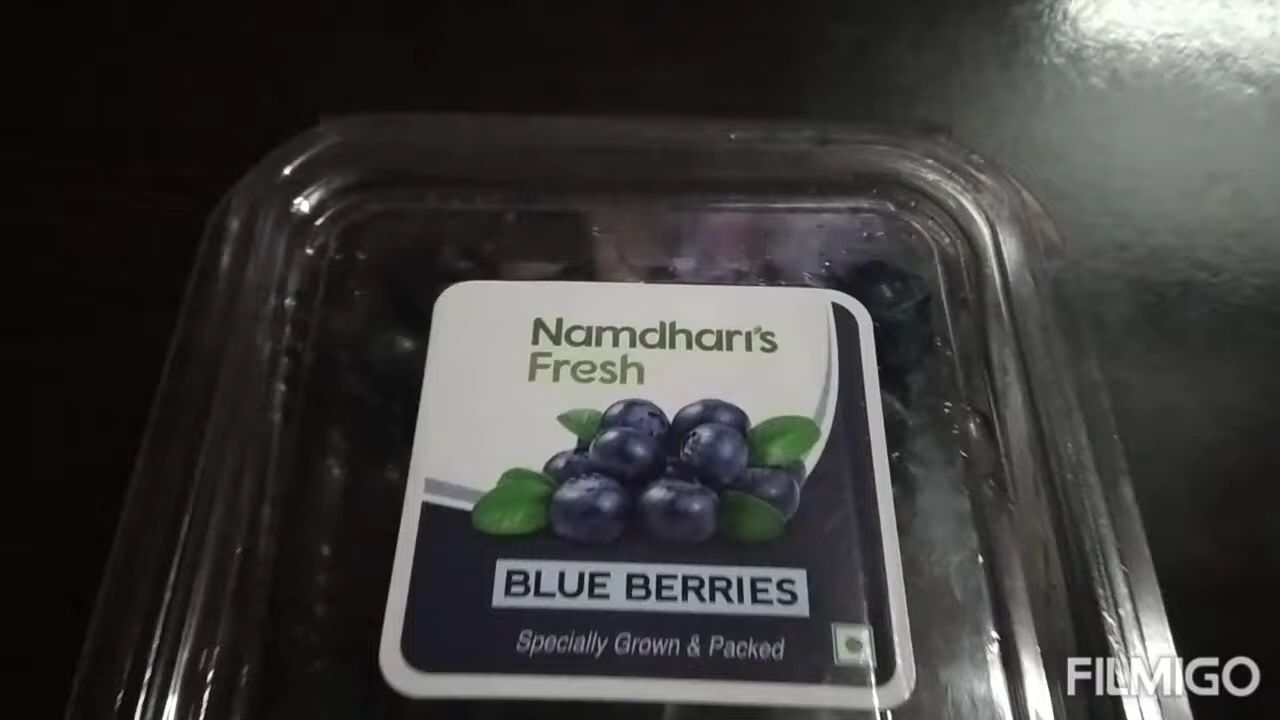 Namdhari's
Fresh
BLUE BERRIES
Specially Grown & Packed
FILMIGO